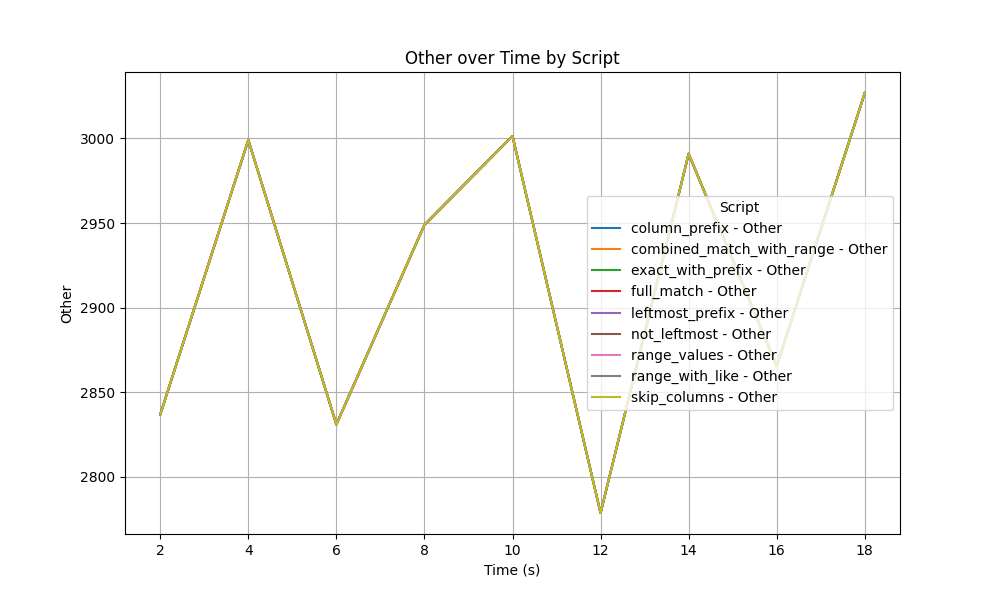 Other over Time by Script
Other
3000
2950
2900
2850
2800
Script
column_prefix - Other
combined_match_with_range - Other
exact_with_prefix - Other
full_match - Other
leftmost_prefix - Other
not_leftmost - Other
range_values - Other
range_with_like - Other
skip_columns - Other
2 4 6 8 10 12 14 16 18
Time (s)